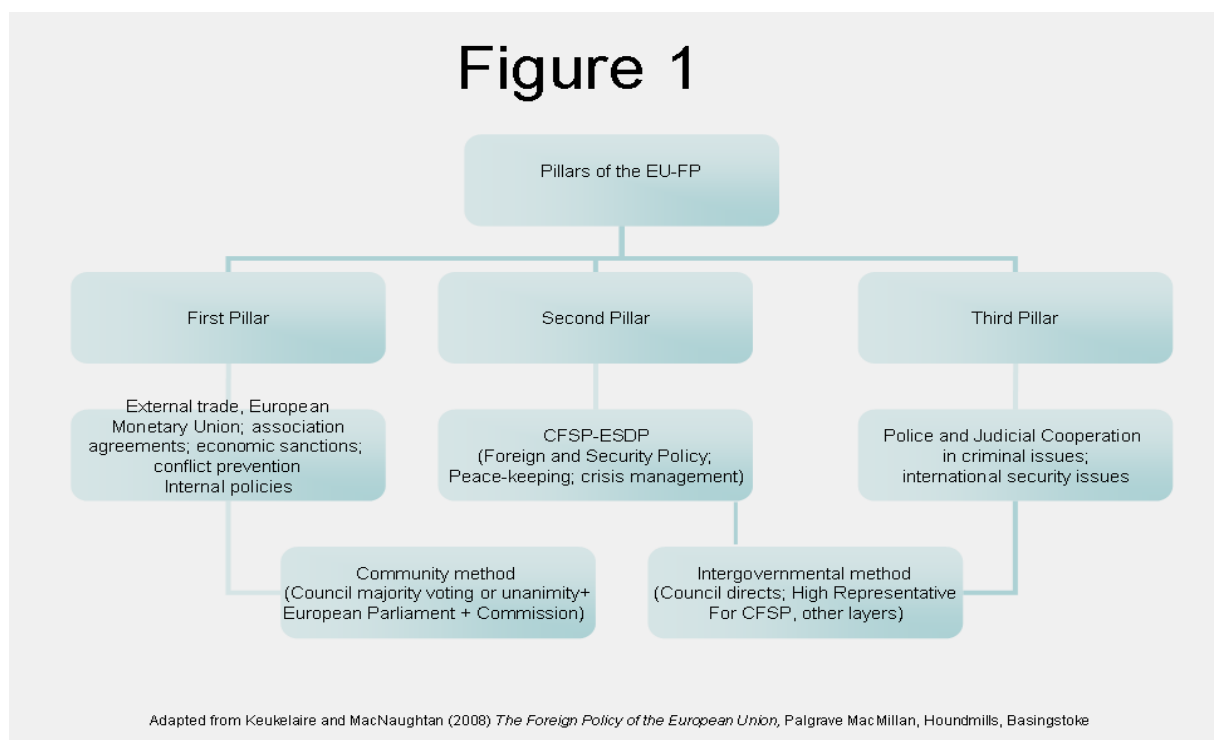 Figure 1
Pillars of the EU-FP
First Pillar
Second Pillar
Third Pillar
External trade, European
Monetary Union; association
agreements; economic sanctions;
conflict prevention
Internal policies
CFSP-ESDP
(Foreign and Security Policy;
Peace-keeping; crisis management)
Police and Judicial Cooperation
in criminal issues;
international security issues
Community method
(Council majority voting or unanimity+
European Parliament + Commission)
Intergovernmental method
(Council directs; High Representative
For CFSP, other layers)
Adapted from Keukelaire and MacNaughtan (2008) The Foreign Policy of the European Union, Palgrave MacMillan, Houndmills, Basingstoke